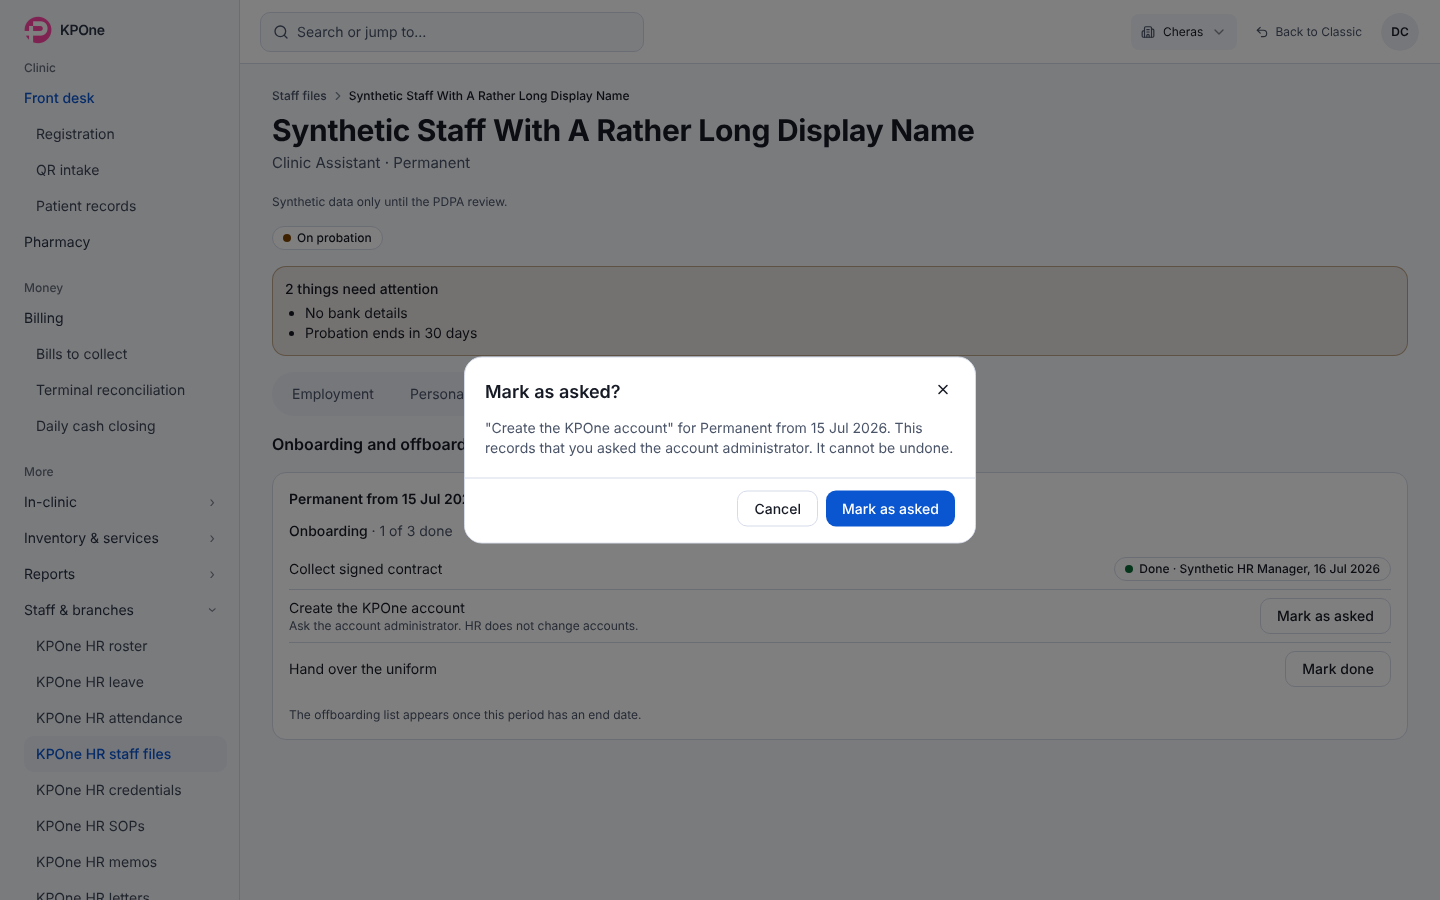 KPOne
Search or jump to...
Cheras
Back to Classic
DC
Clinic
Front desk
Registration
QR intake
Patient records
Pharmacy
Money
Billing
Bills to collect
Terminal reconciliation
Daily cash closing
More
In-clinic
Inventory & services
Reports
Staff & branches
KPOne HR roster
KPOne HR leave
KPOne HR attendance
KPOne HR staff files
KPOne HR credentials
KPOne HR SOPs
KPOne HR memos
KPOne HR letters
Staff files > Synthetic Staff With A Rather Long Display Name
Synthetic Staff With A Rather Long Display Name
Clinic Assistant · Permanent
Synthetic data only until the PDPA review.
On probation
2 things need attention
• No bank details
• Probation ends in 30 days
Employment
Persona
Onboarding and offboard
Mark as asked?
"Create the KPOne account" for Permanent from 15 Jul 2026. This
records that you asked the account administrator. It cannot be undone.
Cancel
Mark as asked
Permanent from 15 Jul 20
Onboarding · 1 of 3 done
Collect signed contract
Done · Synthetic HR Manager, 16 Jul 2026
Create the KPOne account
Ask the account administrator. HR does not change accounts.
Mark as asked
Hand over the uniform
Mark done
The offboarding list appears once this period has an end date.